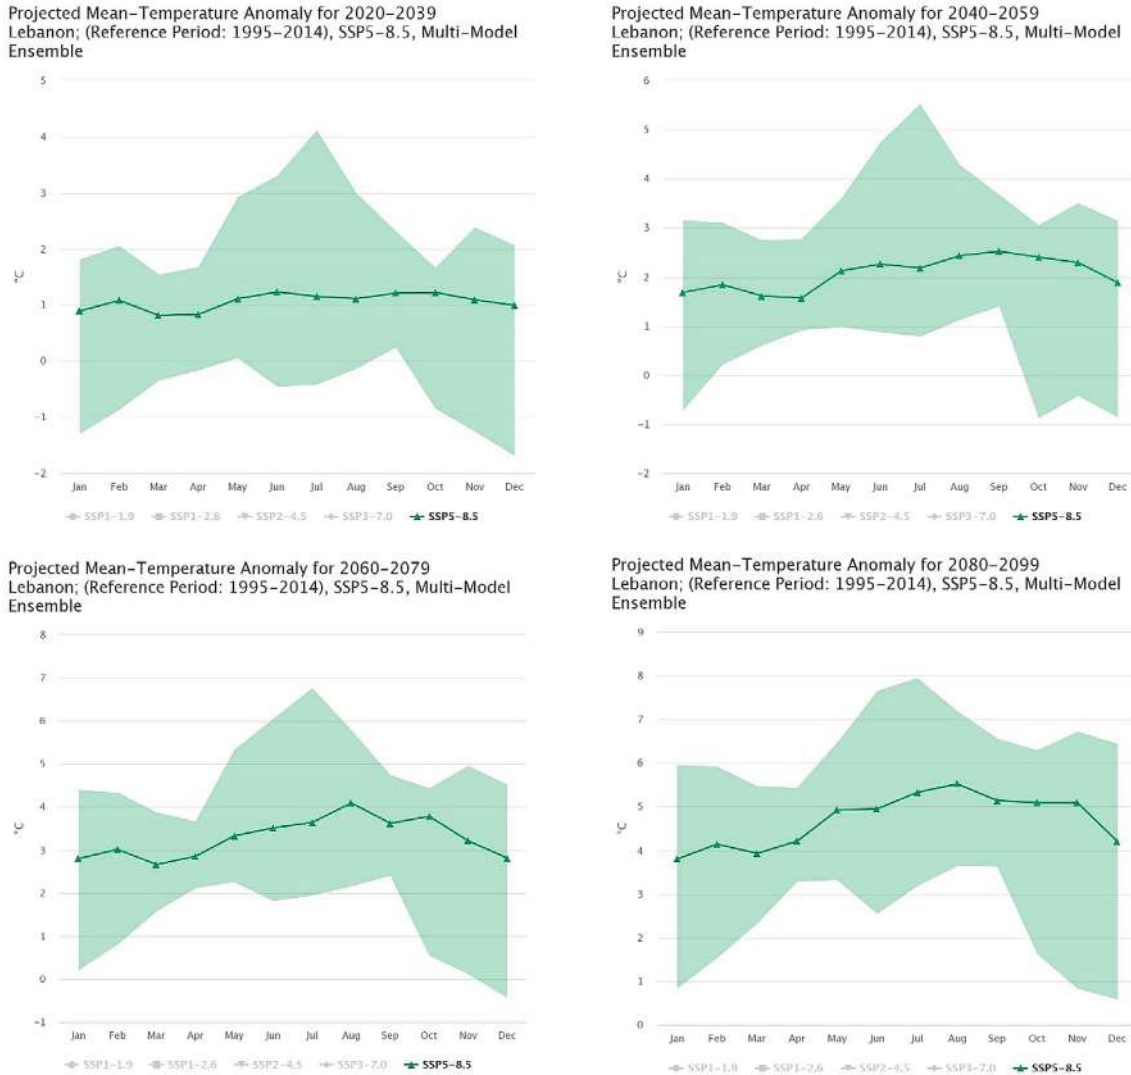 Projected Mean-Temperature Anomaly for 2020-2039
Lebanon; (Reference Period: 1995-2014), SSP5-8.5, Multi-Model
Ensemble
5
4
3
2
1
0
-1
-2
°C
Jan Feb Mar Apr May Jun Jul Aug Sep Oct Nov Dec
SSP1-1.9 SSP1-2.6 SSP2-4.5 SSP3-7.0 SSP5-8.5
Projected Mean-Temperature Anomaly for 2040-2059
Lebanon; (Reference Period: 1995-2014), SSP5-8.5, Multi-Model
Ensemble
6
5
4
3
2
1
0
-1
-2
°C
Jan Feb Mar Apr May Jun Jul Aug Sep Oct Nov Dec
SSP1-1.9 SSP1-2.6 SSP2-4.5 SSP3-7.0 SSP5-8.5
Projected Mean-Temperature Anomaly for 2060-2079
Lebanon; (Reference Period: 1995-2014), SSP5-8.5, Multi-Model
Ensemble
8
7
6
5
4
3
2
1
0
-1
°C
Jan Feb Mar Apr May Jun Jul Aug Sep Oct Nov Dec
SSP1-1.9 SSP1-2.6 SSP2-4.5 SSP3-7.0 SSP5-8.5
Projected Mean-Temperature Anomaly for 2080-2099
Lebanon; (Reference Period: 1995-2014), SSP5-8.5, Multi-Model
Ensemble
9
8
7
6
5
4
3
2
1
0
°C
Jan Feb Mar Apr May Jun Jul Aug Sep Oct Nov Dec
SSP1-1.9 SSP1-2.6 SSP2-4.5 SSP3-7.0 SSP5-8.5